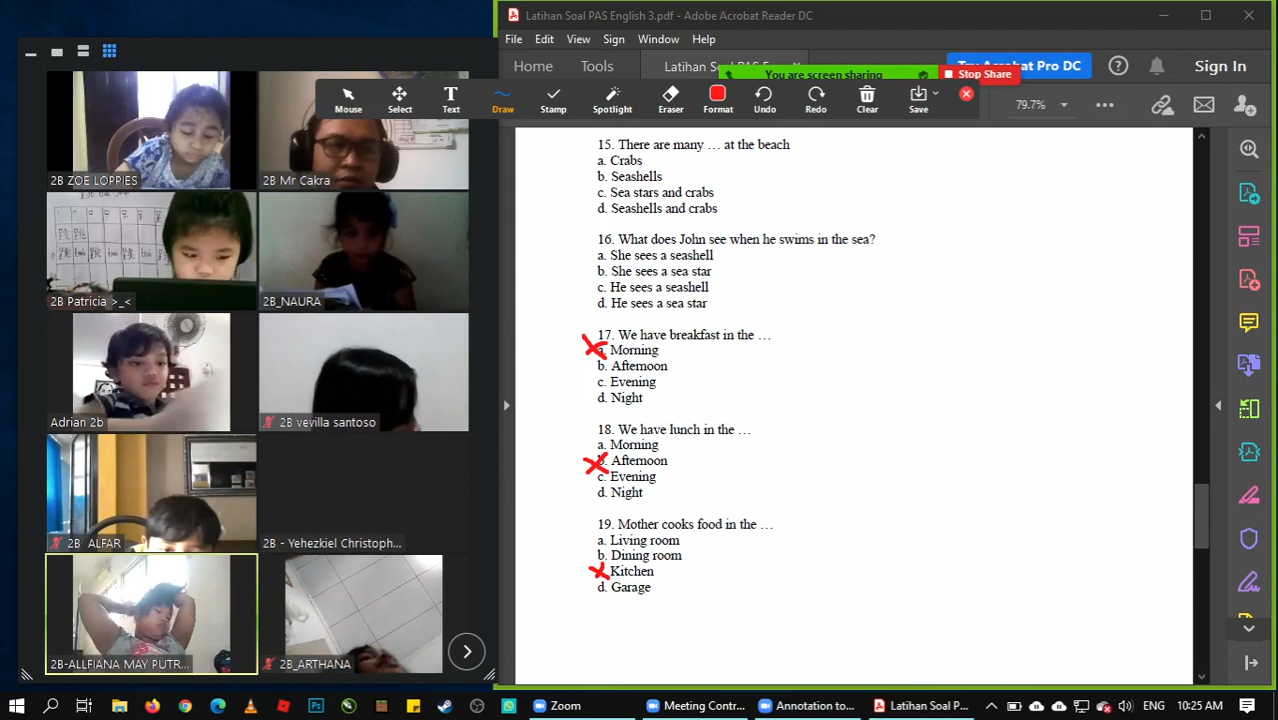 Latihan Soal PAS English 3.pdf - Adobe Acrobat Reader DC
File Edit View Sign Window Help
Home Tools Latihan Soal PAS E... Try Acrobat Pro DC Sign In
You are screen sharing Stop Share
Mouse Select Text Draw Stamp Spotlight Eraser Format Undo Redo Clear Save
79.7%
2B ZOE LOPPIES
2B Mr Cakra
2B Patricia >_<
2B_NAURA
Adrian 2b
2B vevilla santoso
2B ALFAR
2B - Yehezkiel Christoph...
2B-ALLFIANA MAY PUTR...
2B_ARTHANA
15. There are many … at the beach
a. Crabs
b. Seashells
c. Sea stars and crabs
d. Seashells and crabs
16. What does John see when he swims in the sea?
a. She sees a seashell
b. She sees a sea star
c. He sees a seashell
d. He sees a sea star
17. We have breakfast in the …
a. Morning
b. Afternoon
c. Evening
d. Night
18. We have lunch in the …
a. Morning
b. Afternoon
c. Evening
d. Night
19. Mother cooks food in the …
a. Living room
b. Dining room
Kitchen
d. Garage
Zoom Meeting Contr... Annotation to... Latihan Soal P... ENG 10:25 AM